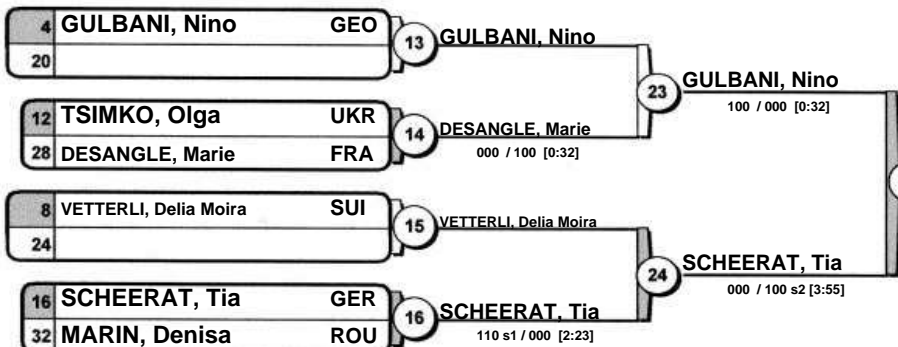 4 GULBANI, Nino GEO
20
13 GULBANI, Nino
12 TSIMKO, Olga UKR
28 DESANGLE, Marie FRA
14 DESANGLE, Marie
000 / 100 [0:32]
23 GULBANI, Nino
100 / 000 [0:32]
8 VETTERLI, Delia Moira SUI
24
15 VETTERLI, Delia Moira
16 SCHEERAT, Tia GER
32 MARIN, Denisa ROU
16 SCHEERAT, Tia
110 s1 / 000 [2:23]
24 SCHEERAT, Tia
000 / 100 s2 [3:55]